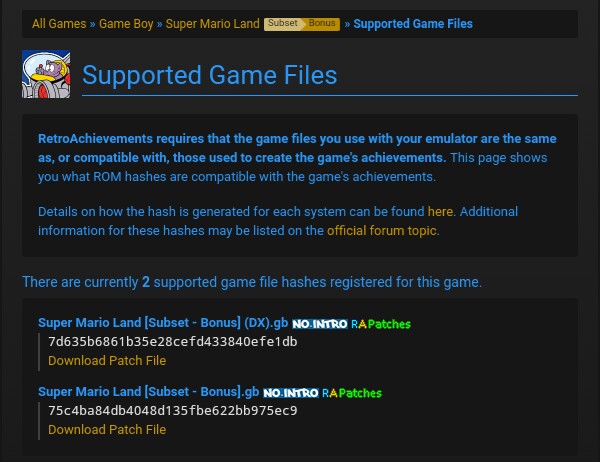 All Games » Game Boy » Super Mario Land Subset Bonus » Supported Game Files
Supported Game Files
RetroAchievements requires that the game files you use with your emulator are the same
as, or compatible with, those used to create the game's achievements. This page shows
you what ROM hashes are compatible with the game's achievements.
Details on how the hash is generated for each system can be found here. Additional
information for these hashes may be listed on the official forum topic.
There are currently 2 supported game file hashes registered for this game.
Super Mario Land [Subset - Bonus] (DX).gb NO-INTRO RAPatches
7d635b6861b35e28cefd433840efe1db
Download Patch File
Super Mario Land [Subset - Bonus].gb NO-INTRO RAPatches
75c4ba84db4048d135fbe622bb975ec9
Download Patch File